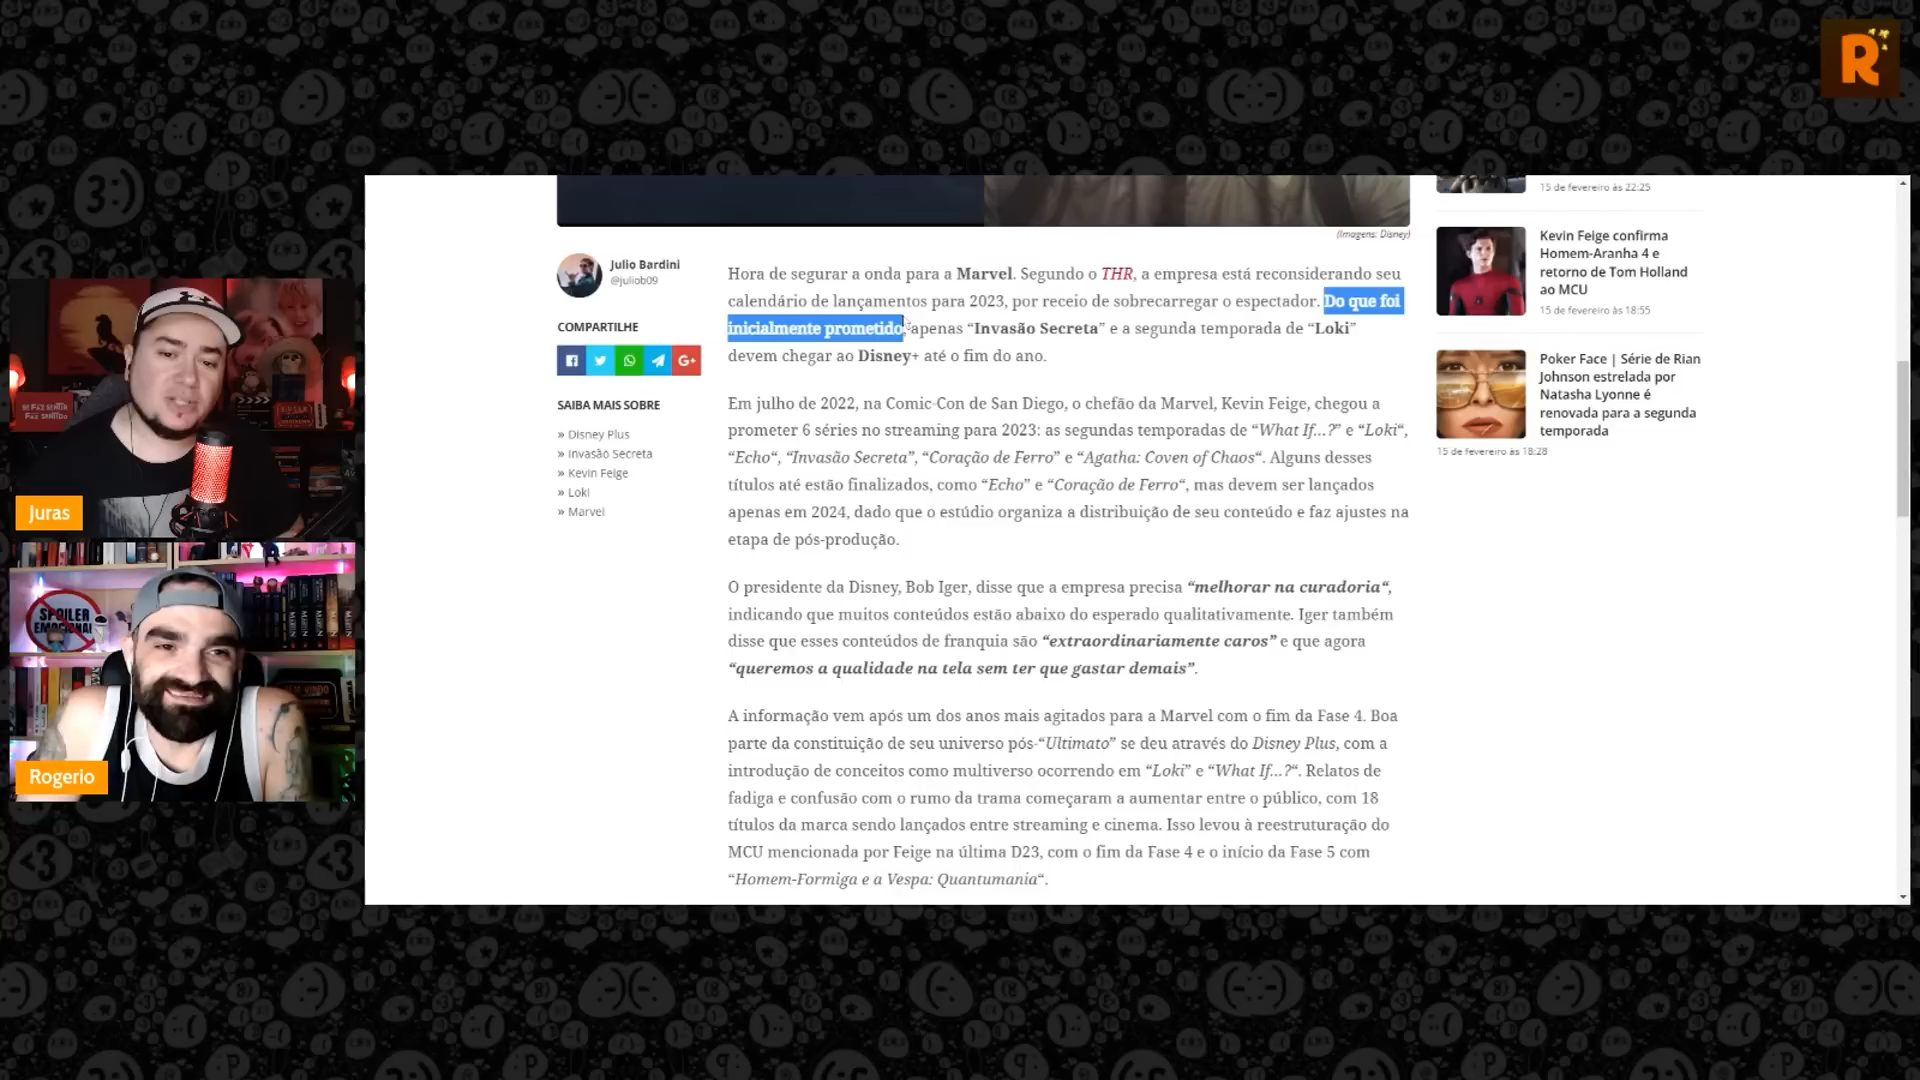 R
(Imagens: Disney)
Julio Bardini
@juliob09
COMPARTILHE
G+
SAIBA MAIS SOBRE
» Disney Plus
» Invasão Secreta
» Kevin Feige
» Loki
» Marvel
Hora de segurar a onda para a Marvel. Segundo o THR, a empresa está reconsiderando seu
calendário de lançamentos para 2023, por receio de sobrecarregar o espectador. Do que foi
inicialmente prometido, apenas “Invasão Secreta” e a segunda temporada de “Loki”
devem chegar ao Disney+ até o fim do ano.
Em julho de 2022, na Comic-Con de San Diego, o chefão da Marvel, Kevin Feige, chegou a
prometer 6 séries no streaming para 2023: as segundas temporadas de “What If...?” e “Loki“,
“Echo“, “Invasão Secreta”, “Coração de Ferro” e “Agatha: Coven of Chaos“. Alguns desses
títulos até estão finalizados, como “Echo” e “Coração de Ferro“, mas devem ser lançados
apenas em 2024, dado que o estúdio organiza a distribuição de seu conteúdo e faz ajustes na
etapa de pós-produção.
O presidente da Disney, Bob Iger, disse que a empresa precisa “melhorar na curadoria“,
indicando que muitos conteúdos estão abaixo do esperado qualitativamente. Iger também
disse que esses conteúdos de franquia são “extraordinariamente caros” e que agora
“queremos a qualidade na tela sem ter que gastar demais”.
A informação vem após um dos anos mais agitados para a Marvel com o fim da Fase 4. Boa
parte da constituição de seu universo pós-“Ultimato” se deu através do Disney Plus, com a
introdução de conceitos como multiverso ocorrendo em “Loki” e “What If...?“. Relatos de
fadiga e confusão com o rumo da trama começaram a aumentar entre o público, com 18
títulos da marca sendo lançados entre streaming e cinema. Isso levou à reestruturação do
MCU mencionada por Feige na última D23, com o fim da Fase 4 e o início da Fase 5 com
“Homem-Formiga e a Vespa: Quantumania“.
15 de fevereiro às 22:25
Kevin Feige confirma
Homem-Aranha 4 e
retorno de Tom Holland
ao MCU
15 de fevereiro às 18:55
Poker Face | Série de Rian
Johnson estrelada por
Natasha Lyonne é
renovada para a segunda
temporada
15 de fevereiro às 18:28
Juras
SPOILER
EMOCIONAL
Rogerio